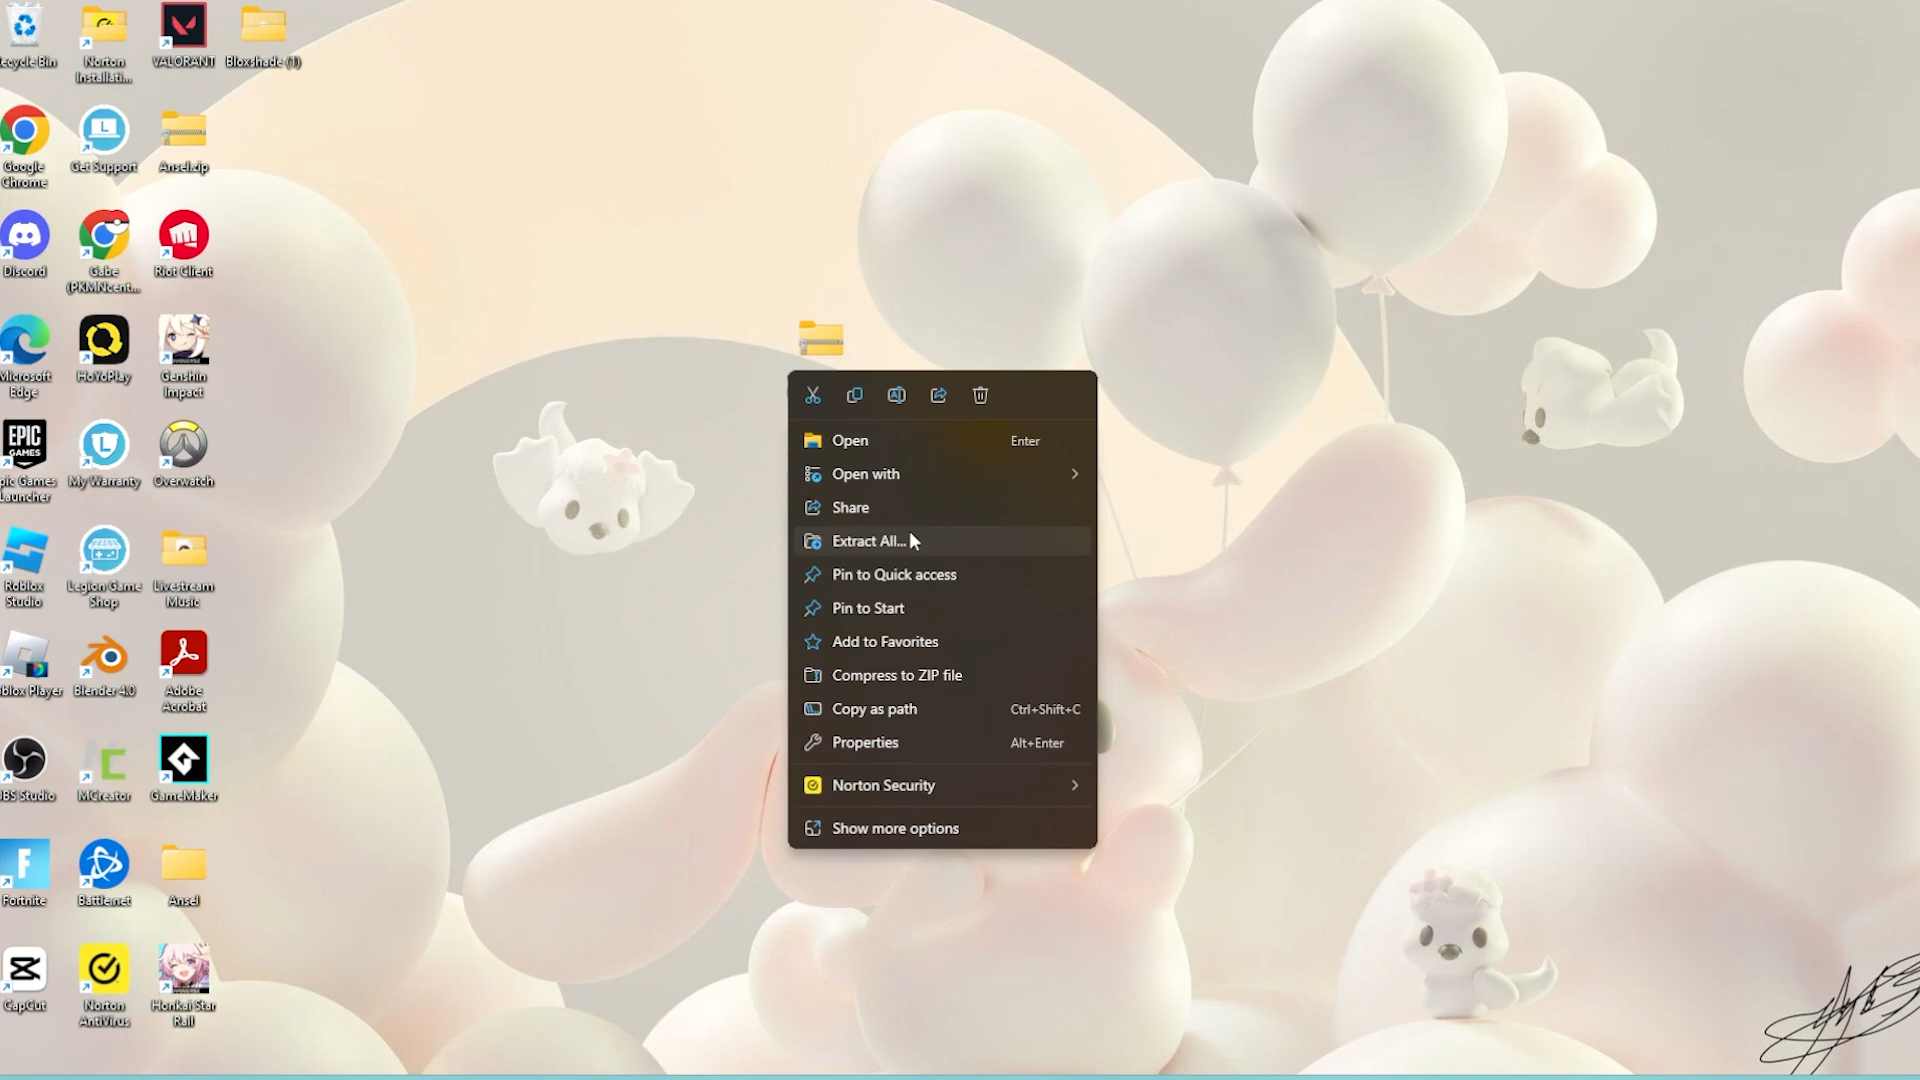 ecycle Bin
Norton
Installati...
VALORANT
Bloxshade (1)
Google
Chrome
Get Support
Ansel.zip
Discord
Gabe
(PKMNcent...
Riot Client
Microsoft
Edge
HoYoPlay
Genshin
Impact
EPIC
GAMES
pic Games
Launcher
My Warranty
Overwatch
Roblox
Studio
Legion Game
Shop
Livestream
Music
oblox Player
Blender 4.0
Adobe
Acrobat
OBS Studio
MCreator
GameMaker
Fortnite
Battle.net
Ansel
CapCut
Norton
AntiVirus
Honkai Star
Rail
Open Enter
Open with
Share
Extract All...
Pin to Quick access
Pin to Start
Add to Favorites
Compress to ZIP file
Copy as path Ctrl+Shift+C
Properties Alt+Enter
Norton Security
Show more options